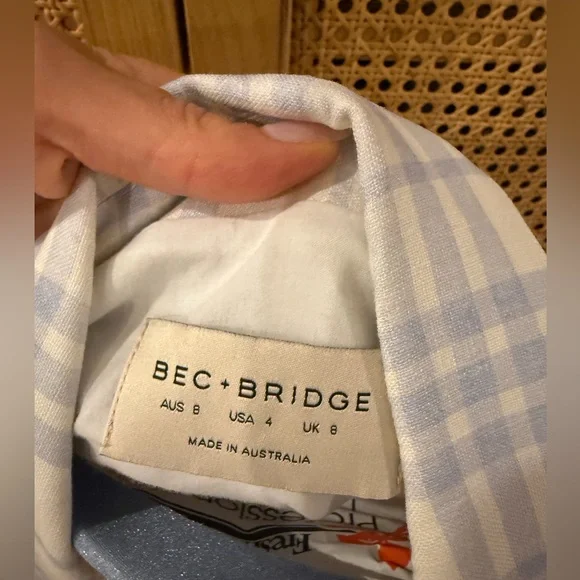 BEC + BRIDGE
AUS 8 USA 4 UK 8
MADE IN AUSTRALIA